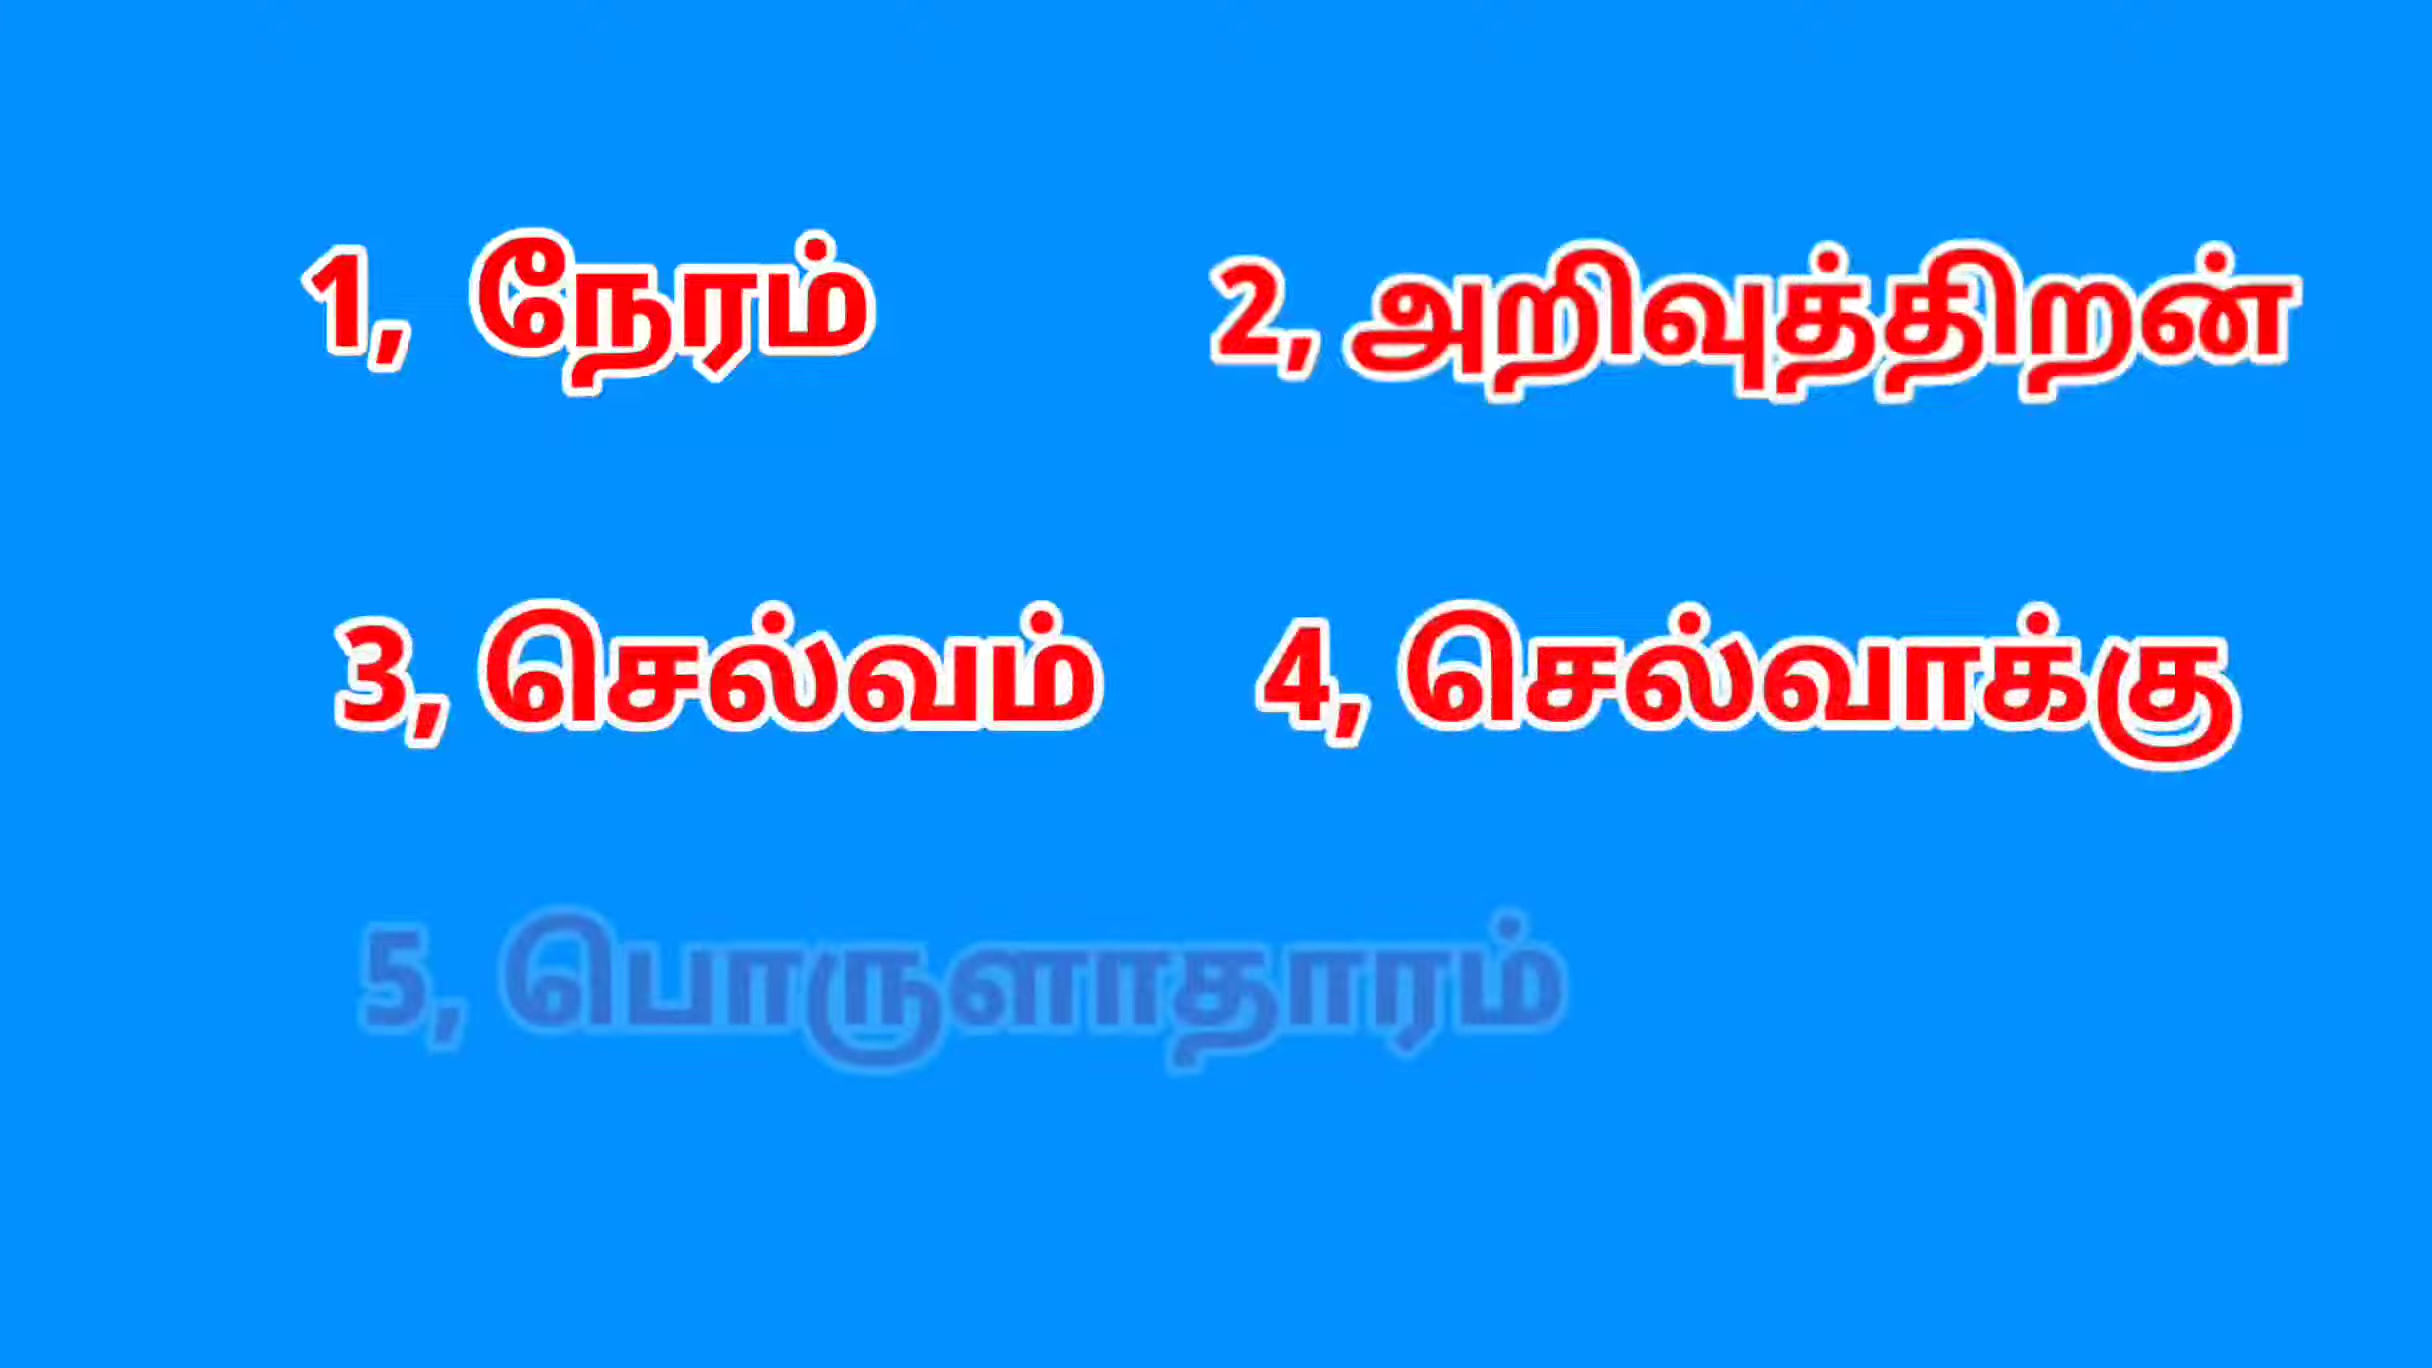 1, நேரம்
2, அறிவுத்திறன்
3, செல்வம்
4, செல்வாக்கு
5, பொருளாதாரம்